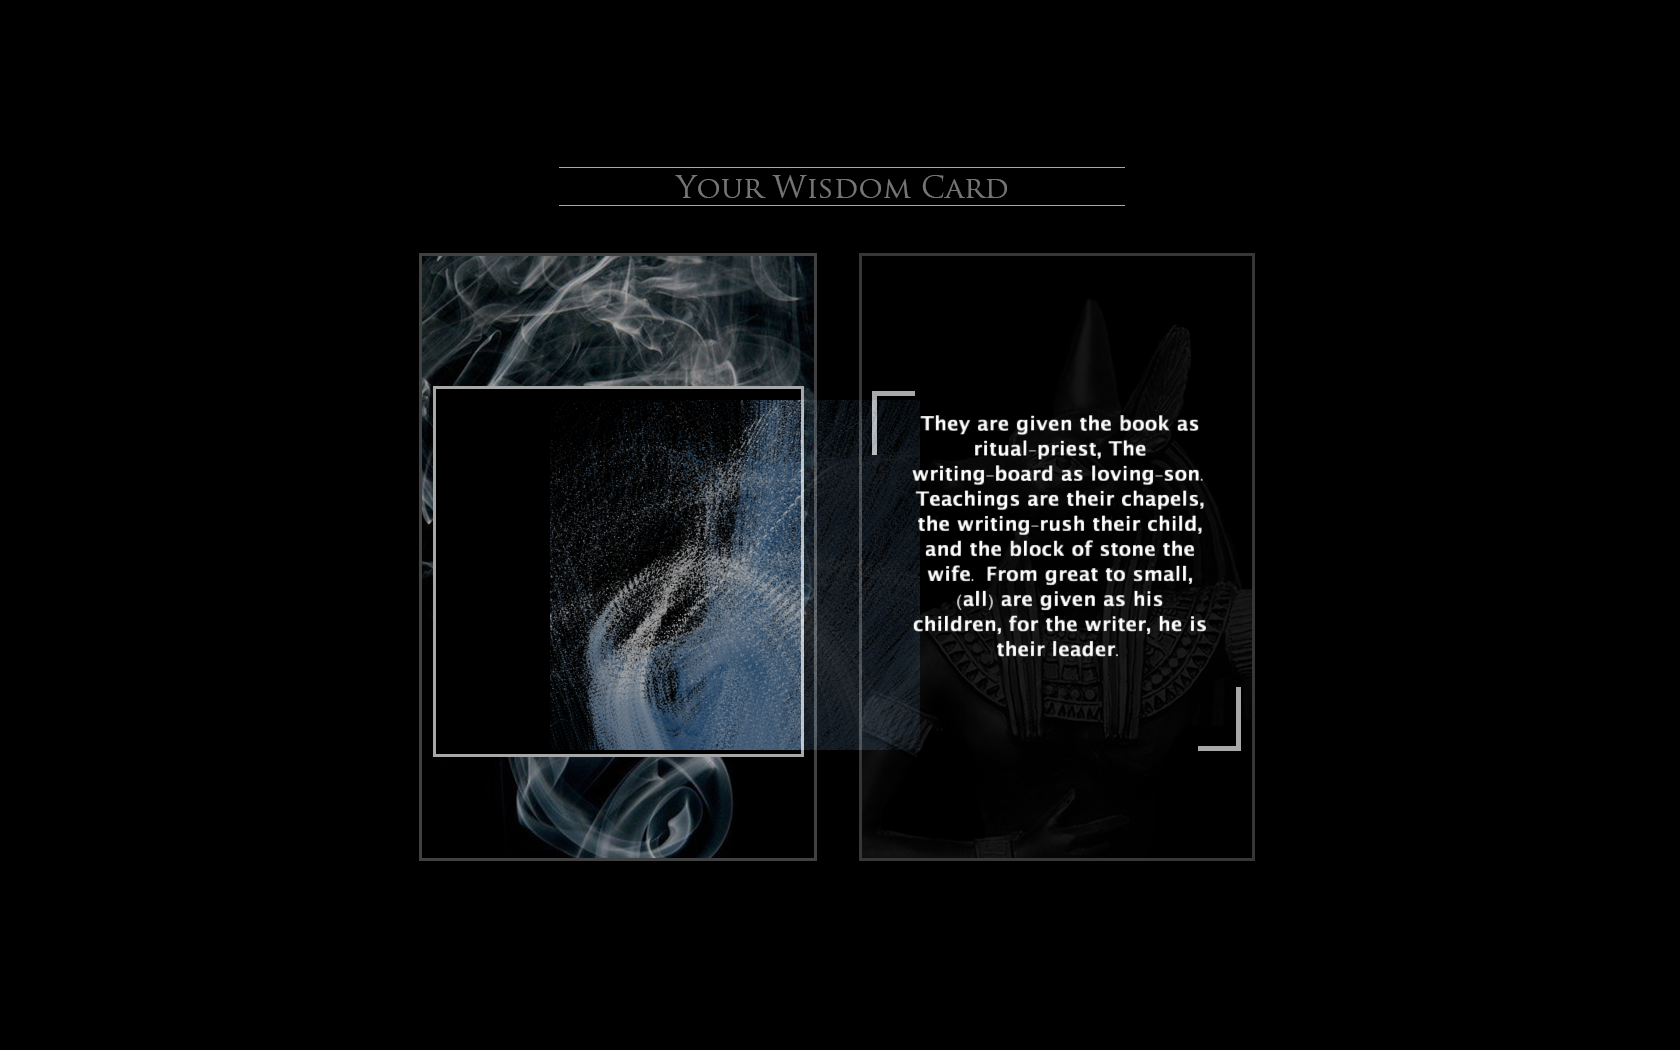 Your Wisdom Card
They are given the book as
ritual-priest, The
writing-board as loving-son.
Teachings are their chapels,
the writing-rush their child,
and the block of stone the
wife.  From great to small,
(all) are given as his
children, for the writer, he is
their leader.